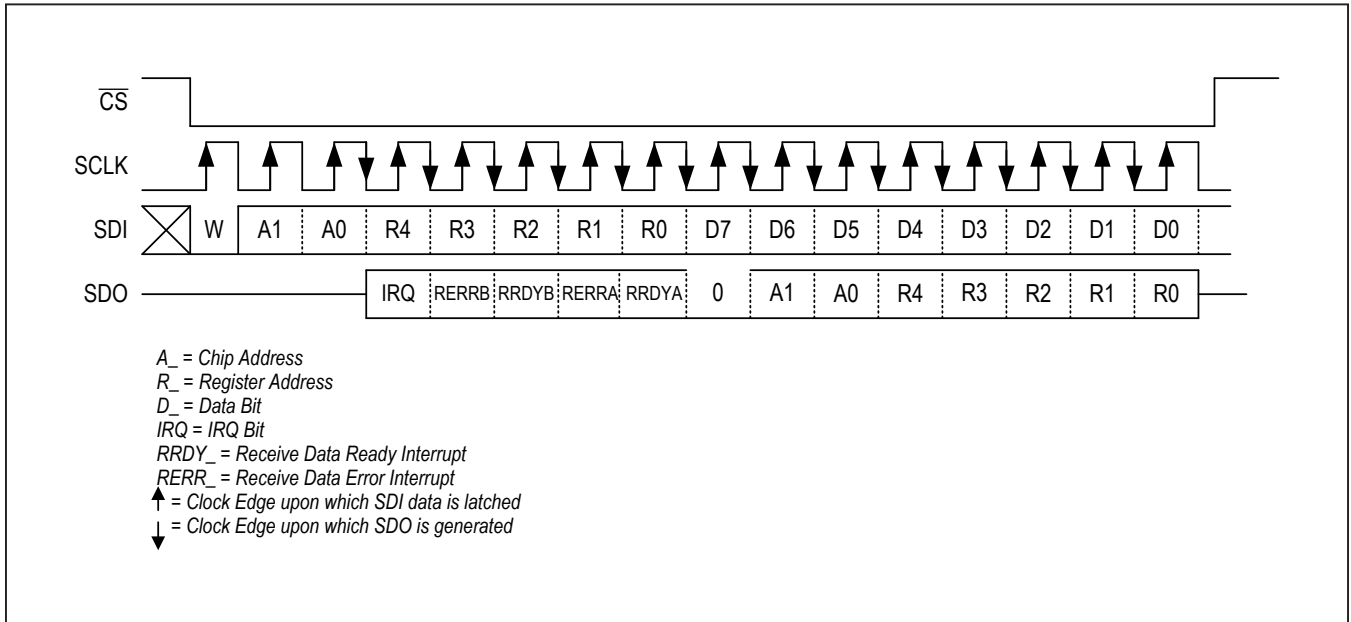 CS
SCLK
SDI W A1 A0 R4 R3 R2 R1 R0 D7 D6 D5 D4 D3 D2 D1 D0
SDO IRQ RERRB RRDYB RERRA RRDYA 0 A1 A0 R4 R3 R2 R1 R0
A_ = Chip Address
R_ = Register Address
D_ = Data Bit
IRQ = IRQ Bit
RRDY_ = Receive Data Ready Interrupt
RERR_ = Receive Data Error Interrupt
= Clock Edge upon which SDI data is latched
= Clock Edge upon which SDO is generated